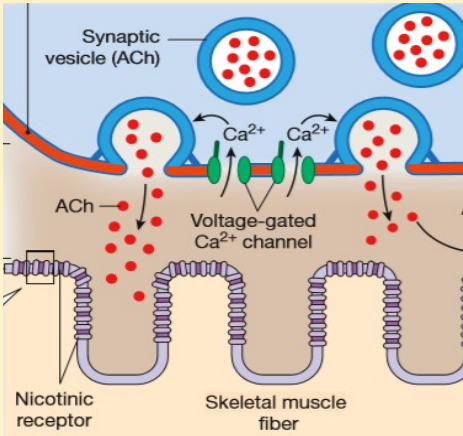 Synaptic
vesicle (ACh)
Ca²⁺
Ca²⁺
ACh
Voltage-gated
Ca²⁺ channel
Nicotinic
receptor
Skeletal muscle
fiber